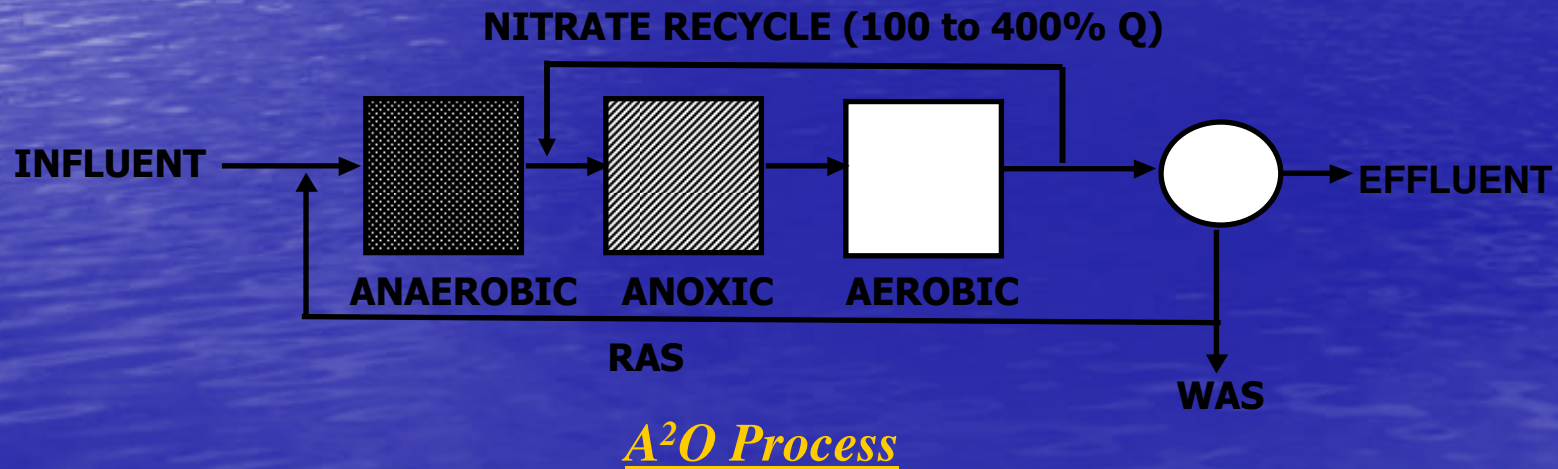 NITRATE RECYCLE (100 to 400% Q)
INFLUENT
EFFLUENT
ANAEROBIC
ANOXIC
AEROBIC
RAS
WAS
A²O Process